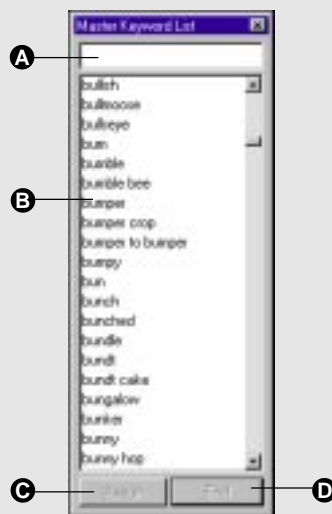 Master Keyword List
A
bullish
bullmoose
bullseye
bum
bumble
bumble bee
B
bumper
bumper crop
bumper to bumper
bumpy
bun
bunch
bunched
bundle
bundt
bundt cake
bungalow
bunker
bunny
bunny hop
C
D